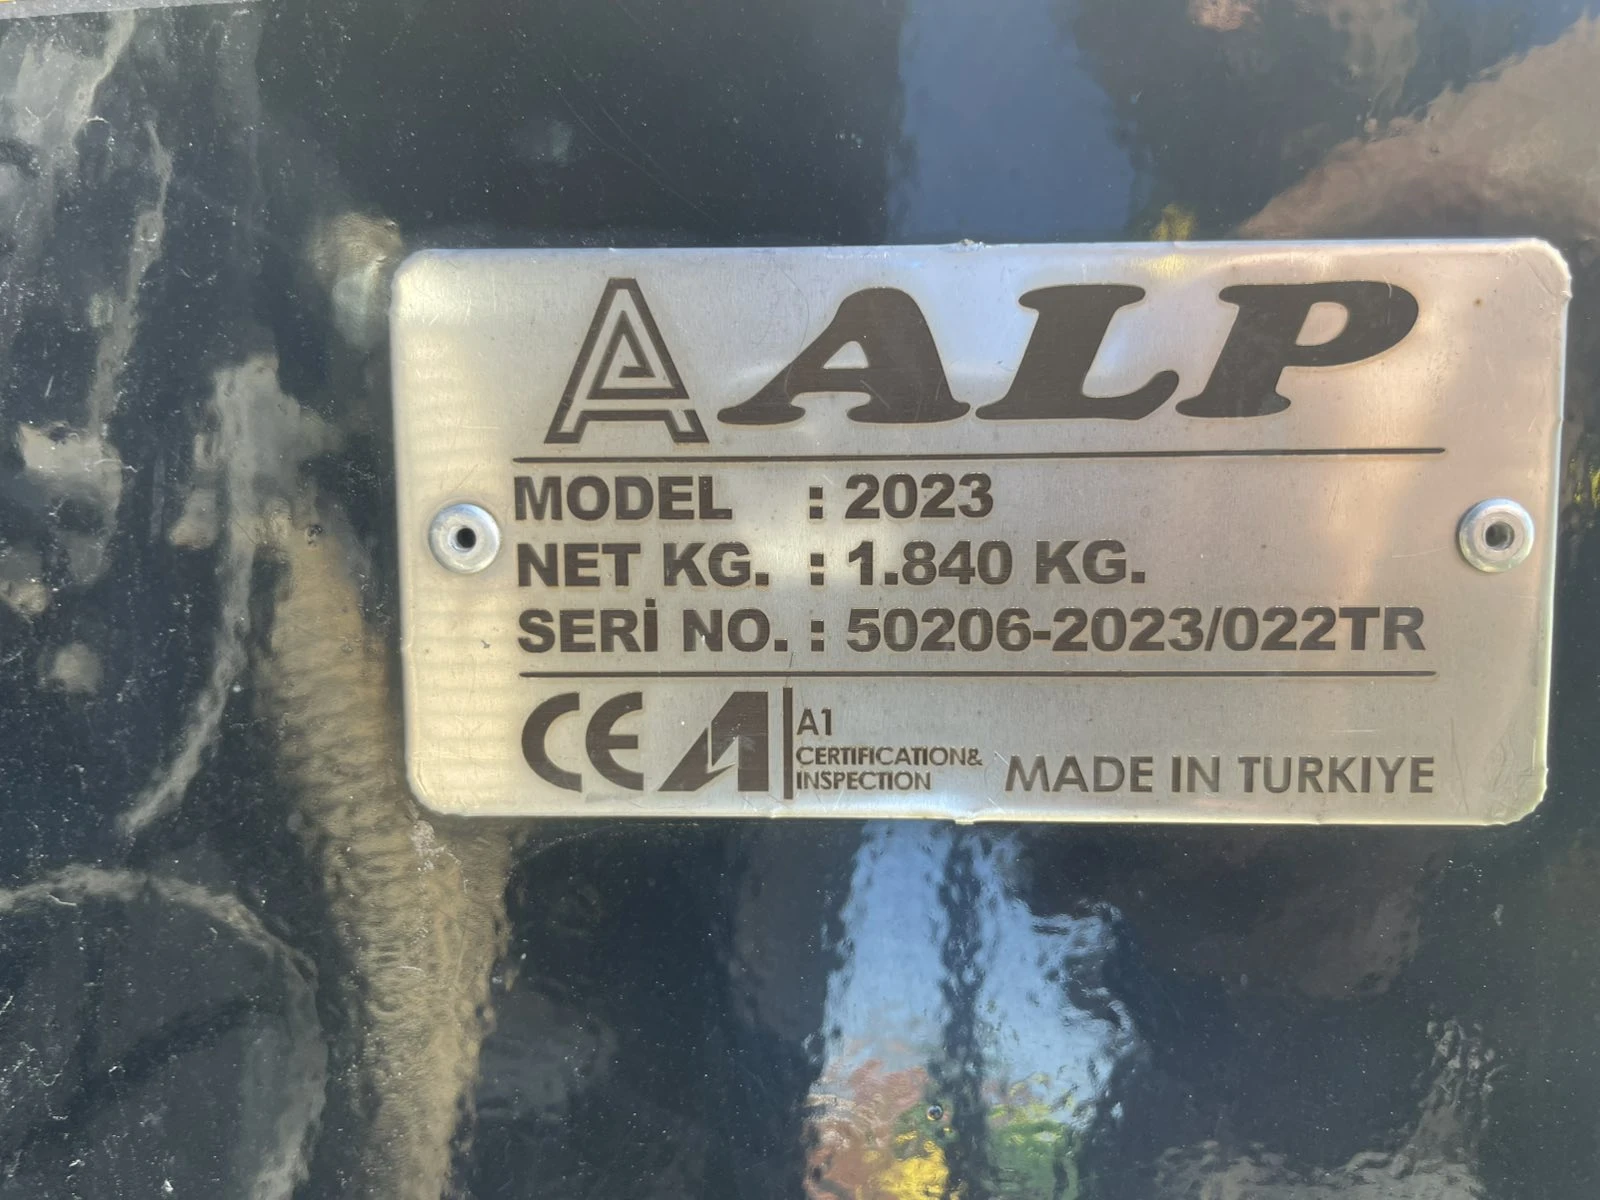 ALP
MODEL : 2023
NET KG. : 1.840 KG.
SERİ NO. : 50206-2023/022TR
CE A1
CERTIFICATION&
INSPECTION
MADE IN TURKIYE